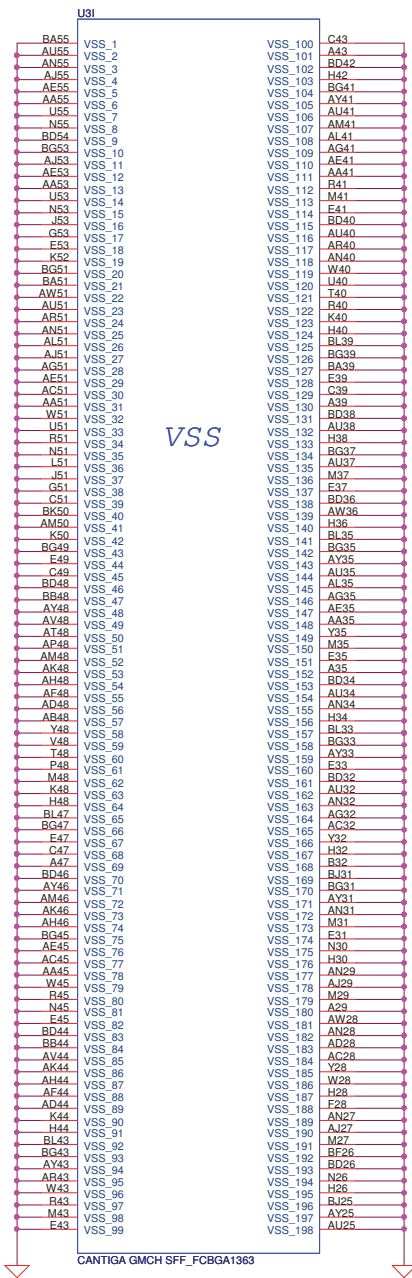 U3I
BA55 VSS_1 VSS_100 C43
AU55 VSS_2 VSS_101 A43
AN55 VSS_3 VSS_102 BD42
AJ55 VSS_4 VSS_103 H42
AE55 VSS_5 VSS_104 BG41
AA55 VSS_6 VSS_105 AY41
U55 VSS_7 VSS_106 AU41
N55 VSS_8 VSS_107 AM41
BD54 VSS_9 VSS_108 AL41
BG53 VSS_10 VSS_109 AG41
AJ53 VSS_11 VSS_110 AE41
AE53 VSS_12 VSS_111 AA41
AA53 VSS_13 VSS_112 R41
U53 VSS_14 VSS_113 M41
N53 VSS_15 VSS_114 E41
J53 VSS_16 VSS_115 BD40
G53 VSS_17 VSS_116 AU40
E53 VSS_18 VSS_117 AR40
K52 VSS_19 VSS_118 AN40
BG51 VSS_20 VSS_119 W40
BA51 VSS_21 VSS_120 U40
AW51 VSS_22 VSS_121 T40
AU51 VSS_23 VSS_122 R40
AR51 VSS_24 VSS_123 K40
AN51 VSS_25 VSS_124 H40
AL51 VSS_26 VSS_125 BL39
AJ51 VSS_27 VSS_126 BG39
AG51 VSS_28 VSS_127 BA39
AE51 VSS_29 VSS_128 E39
AC51 VSS_30 VSS_129 C39
AA51 VSS_31 VSS_130 A39
W51 VSS_32 VSS_131 BD38
U51 VSS_33 VSS_132 AU38
VSS
R51 VSS_34 VSS_133 H38
N51 VSS_35 VSS_134 BG37
L51 VSS_36 VSS_135 AU37
J51 VSS_37 VSS_136 M37
G51 VSS_38 VSS_137 E37
C51 VSS_39 VSS_138 BD36
BK50 VSS_40 VSS_139 AW36
AM50 VSS_41 VSS_140 H36
K50 VSS_42 VSS_141 BL35
BG49 VSS_43 VSS_142 BG35
E49 VSS_44 VSS_143 AY35
C49 VSS_45 VSS_144 AU35
BD48 VSS_46 VSS_145 AL35
BB48 VSS_47 VSS_146 AG35
AY48 VSS_48 VSS_147 AE35
AV48 VSS_49 VSS_148 AA35
AT48 VSS_50 VSS_149 Y35
AP48 VSS_51 VSS_150 M35
AM48 VSS_52 VSS_151 E35
AK48 VSS_53 VSS_152 A35
AH48 VSS_54 VSS_153 BD34
AF48 VSS_55 VSS_154 AU34
AD48 VSS_56 VSS_155 AN34
AB48 VSS_57 VSS_156 H34
Y48 VSS_58 VSS_157 BL33
V48 VSS_59 VSS_158 BG33
T48 VSS_60 VSS_159 AY33
P48 VSS_61 VSS_160 E33
M48 VSS_62 VSS_161 BD32
K48 VSS_63 VSS_162 AU32
H48 VSS_64 VSS_163 AN32
BL47 VSS_65 VSS_164 AG32
BG47 VSS_66 VSS_165 AC32
E47 VSS_67 VSS_166 Y32
C47 VSS_68 VSS_167 H32
A47 VSS_69 VSS_168 B32
BD46 VSS_70 VSS_169 BJ31
AY46 VSS_71 VSS_170 BG31
AM46 VSS_72 VSS_171 AY31
AK46 VSS_73 VSS_172 AN31
AH46 VSS_74 VSS_173 M31
BG45 VSS_75 VSS_174 E31
AE45 VSS_76 VSS_175 N30
AC45 VSS_77 VSS_176 H30
AA45 VSS_78 VSS_177 AN29
W45 VSS_79 VSS_178 AJ29
R45 VSS_80 VSS_179 M29
N45 VSS_81 VSS_180 A29
E45 VSS_82 VSS_181 AW28
BD44 VSS_83 VSS_182 AN28
BB44 VSS_84 VSS_183 AD28
AV44 VSS_85 VSS_184 AC28
AK44 VSS_86 VSS_185 Y28
AH44 VSS_87 VSS_186 W28
AF44 VSS_88 VSS_187 H28
AD44 VSS_89 VSS_188 F28
K44 VSS_90 VSS_189 AN27
H44 VSS_91 VSS_190 AJ27
BL43 VSS_92 VSS_191 M27
BG43 VSS_93 VSS_192 BF26
AY43 VSS_94 VSS_193 BD26
AR43 VSS_95 VSS_194 N26
W43 VSS_96 VSS_195 H26
R43 VSS_97 VSS_196 BJ25
M43 VSS_98 VSS_197 AY25
E43 VSS_99 VSS_198 AU25
CANTIGA GMCH SFF_FCBGA1363